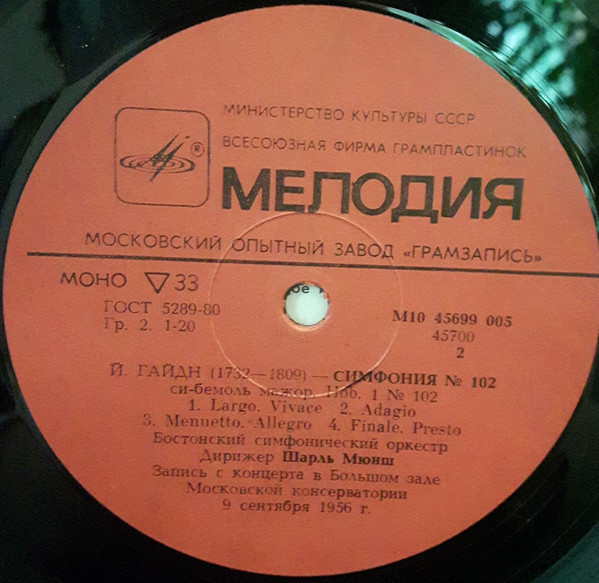 МИНИСТЕРСТВО КУЛЬТУРЫ СССР
ВСЕСОЮЗНАЯ ФИРМА ГРАМПЛАСТИНОК
®
МЕЛОДИЯ
МОСКОВСКИЙ ОПЫТНЫЙ ЗАВОД «ГРАМЗАПИСЬ»
МОНО ▽ 33
ГОСТ 5289-80
Гр. 2. 1-20
М10 45699 005
45700
2
Й. ГАЙДН (1732—1809) — СИМФОНИЯ № 102
си-бемоль мажор, Hob. 1 № 102
1. Largo. Vivace 2. Adagio
3. Menuetto. Allegro 4. Finale. Presto
Бостонский симфонический оркестр
Дирижер Шарль Мюнш
Запись с концерта в Большом зале
Московской консерватории
9 сентября 1956 г.